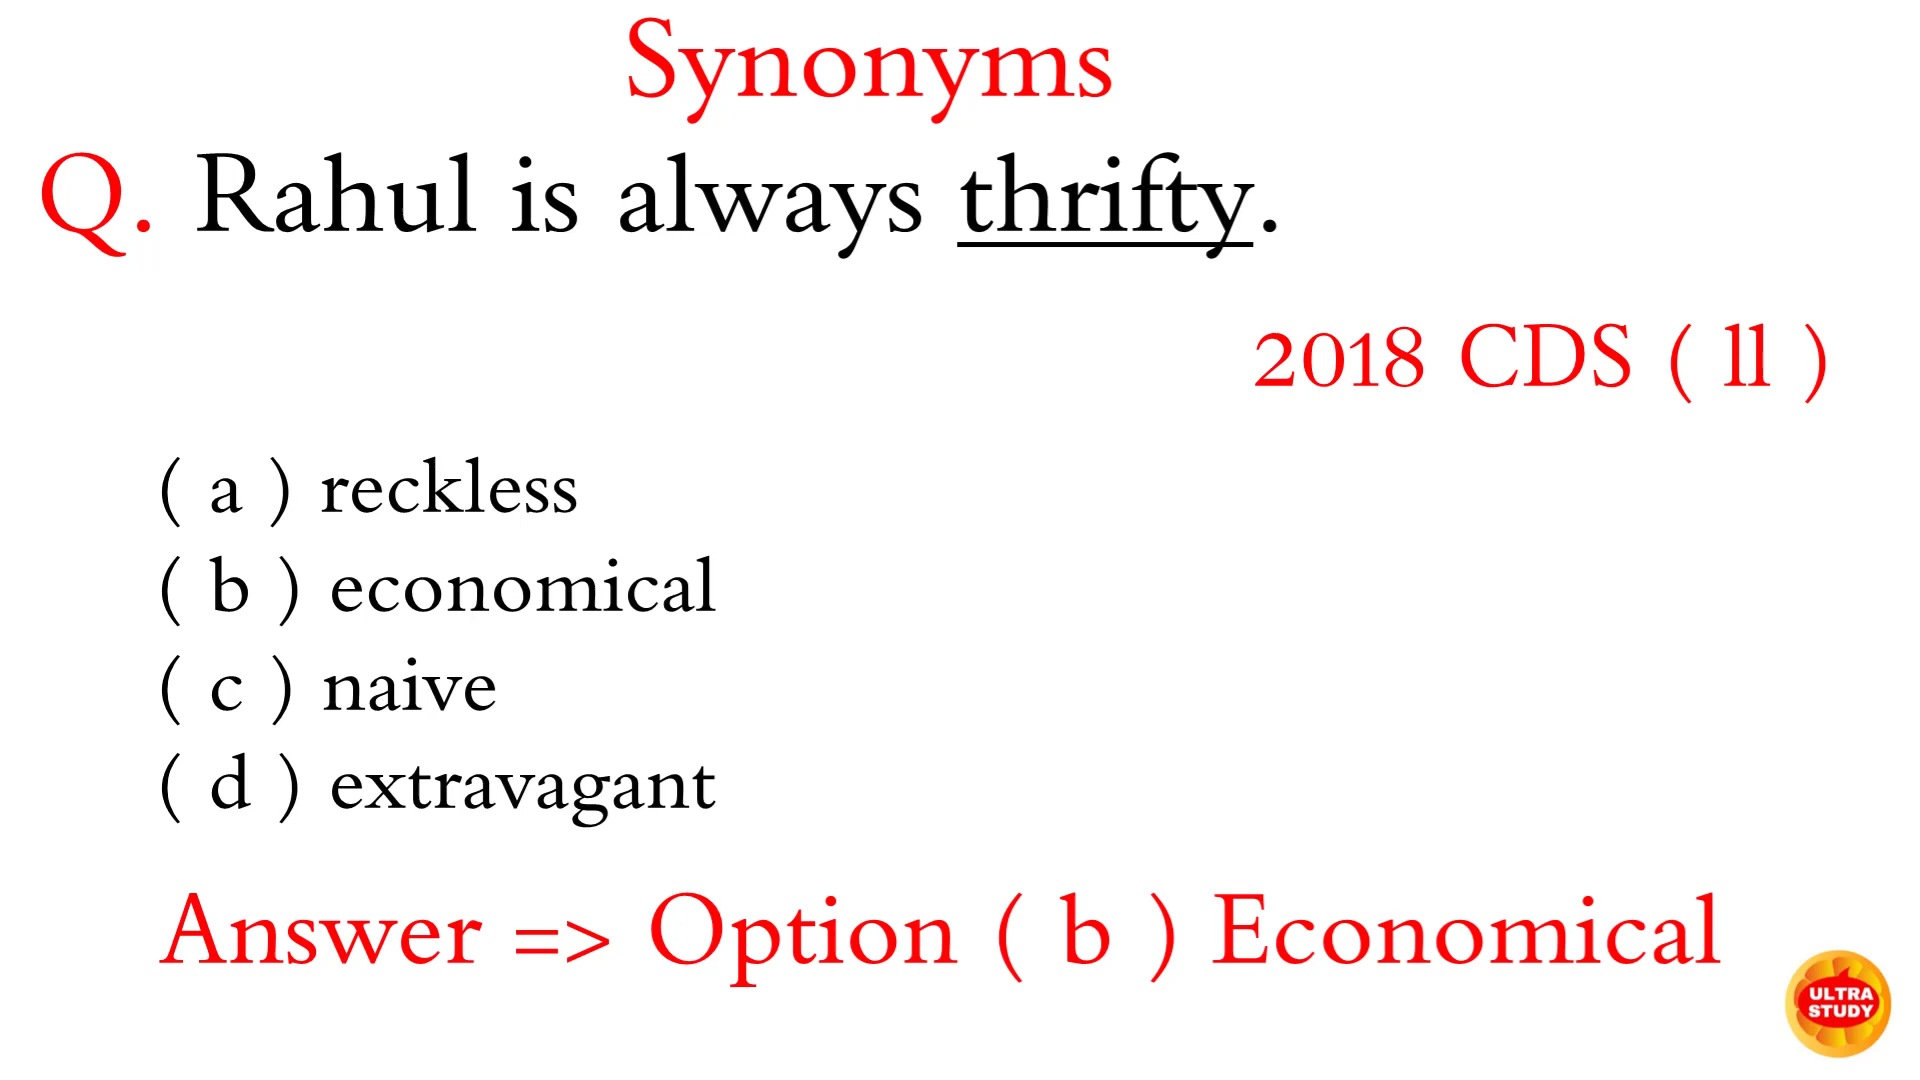 Synonyms
Q. Rahul is always thrifty.
2018 CDS ( ll )
( a ) reckless
( b ) economical
( c ) naive
( d ) extravagant
Answer => Option ( b ) Economical
ULTRA
STUDY